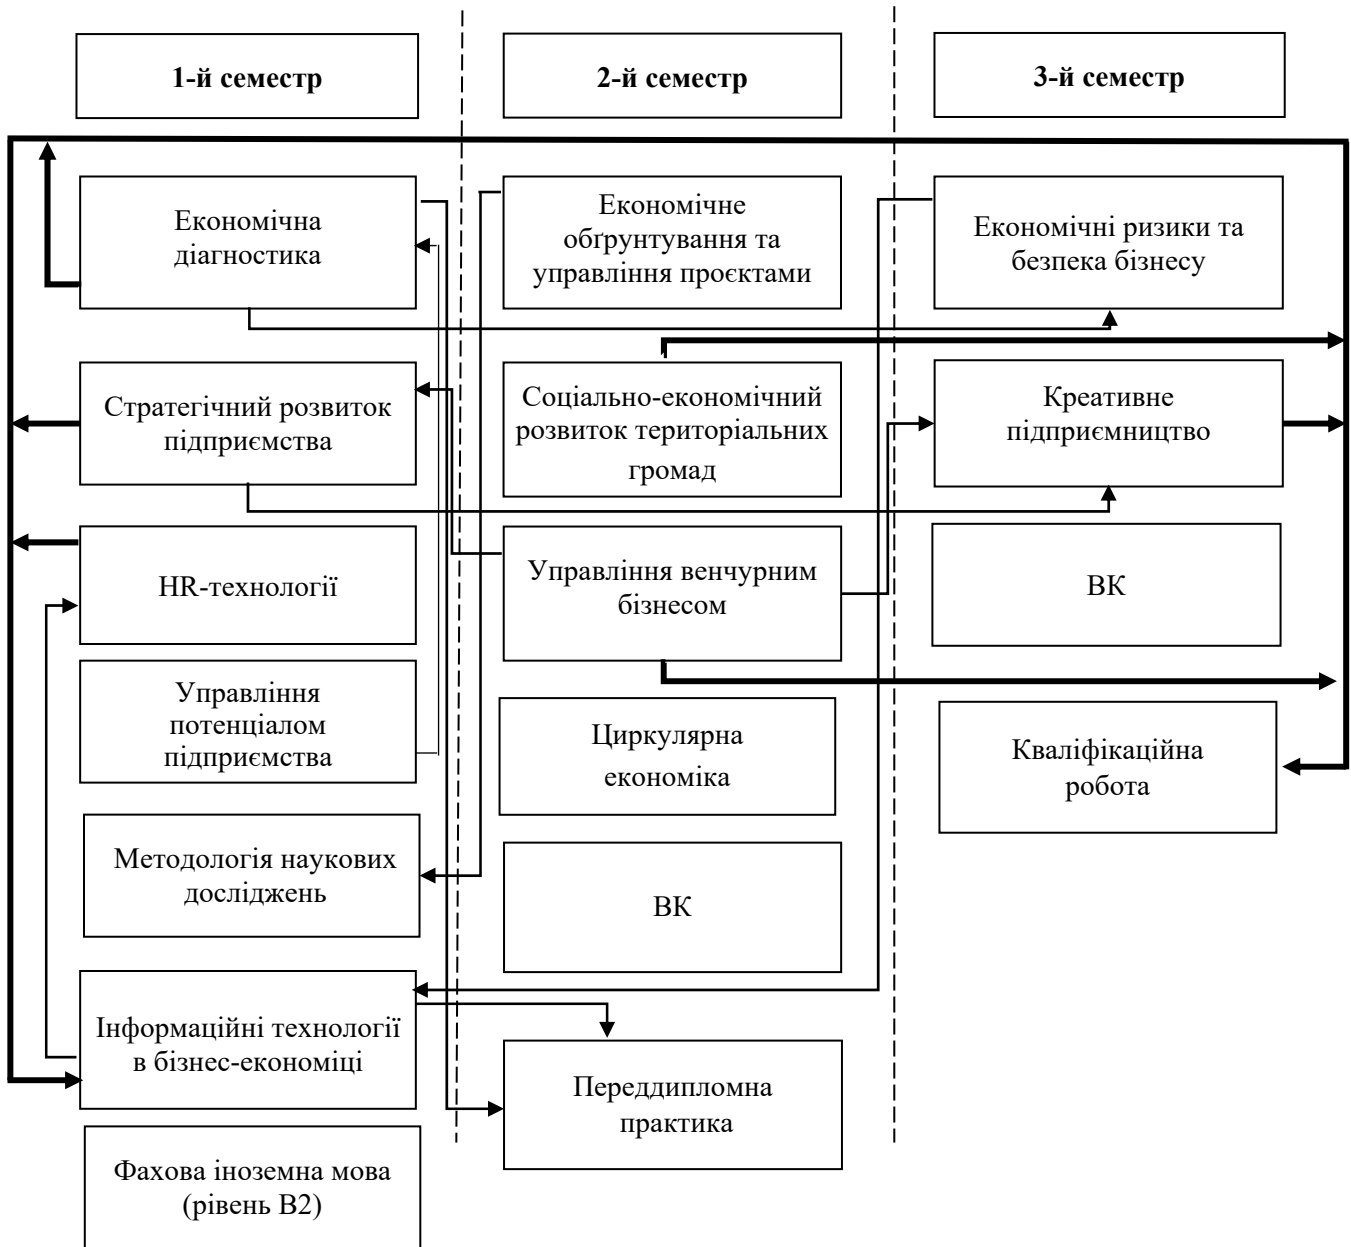 1-й семестр
2-й семестр
3-й семестр
Економічна
діагностика
Стратегічний розвиток
підприємства
HR-технології
Управління
потенціалом
підприємства
Методологія наукових
досліджень
Інформаційні технології
в бізнес-економіці
Фахова іноземна мова
(рівень В2)
Економічне
обґрунтування та
управління проєктами
Соціально-економічний
розвиток територіальних
громад
Управління венчурним
бізнесом
Циркулярна
економіка
ВК
Переддипломна
практика
Економічні ризики та
безпека бізнесу
Креативне
підприємництво
ВК
Кваліфікаційна
робота